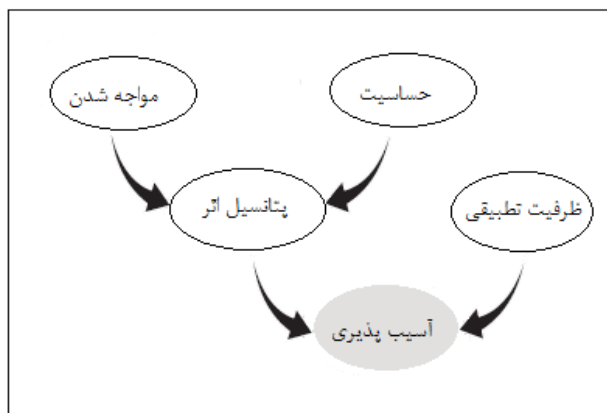 حساسیت
مواجه شدن
پتانسیل اثر
ظرفیت تطبیقی
آسیب پذیری